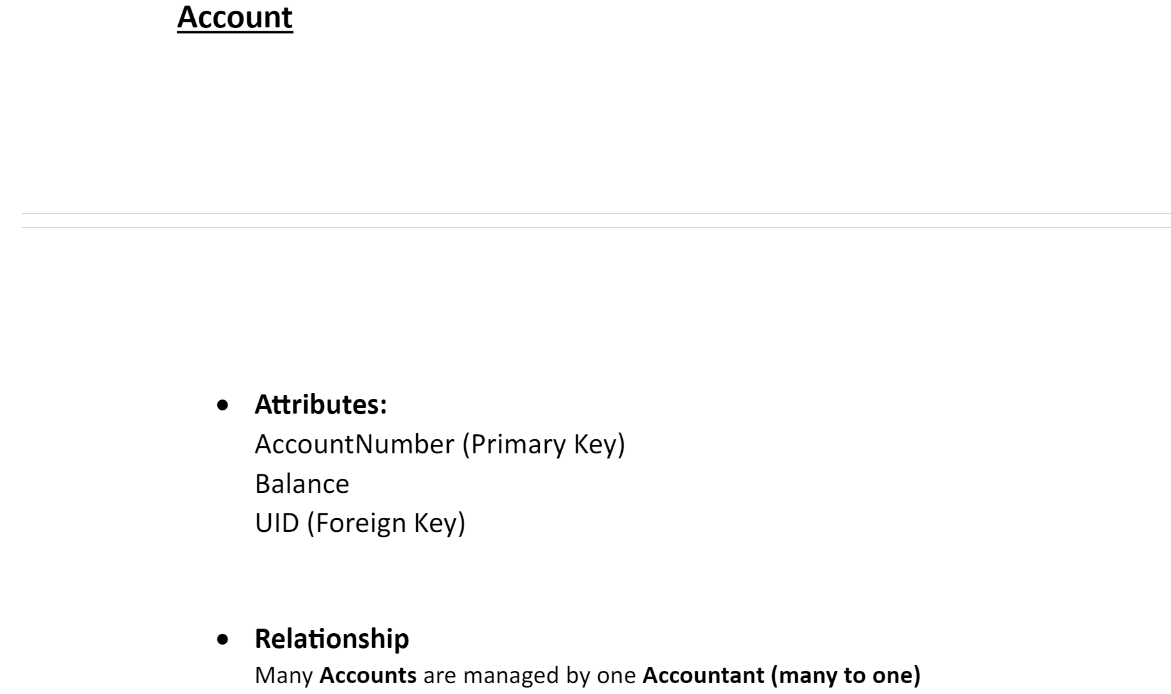 Account
• Attributes:
AccountNumber (Primary Key)
Balance
UID (Foreign Key)
• Relationship
Many Accounts are managed by one Accountant (many to one)